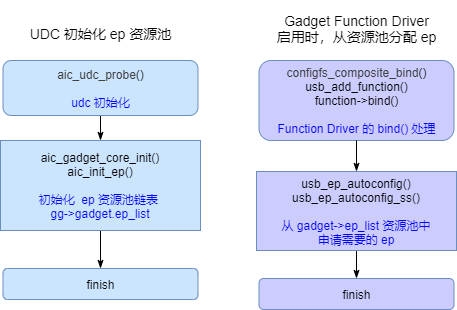 UDC 初始化 ep 资源池
aic_udc_probe()
udc 初始化
aic_gadget_core_init()
aic_init_ep()
初始化 ep 资源池链表
gg->gadget.ep_list
finish
Gadget Function Driver
启用时，从资源池分配 ep
configfs_composite_bind()
usb_add_function()
function->bind()
Function Driver 的 bind() 处理
usb_ep_autoconfig()
usb_ep_autoconfig_ss()
从 gadget->ep_list 资源池中
申请需要的 ep
finish